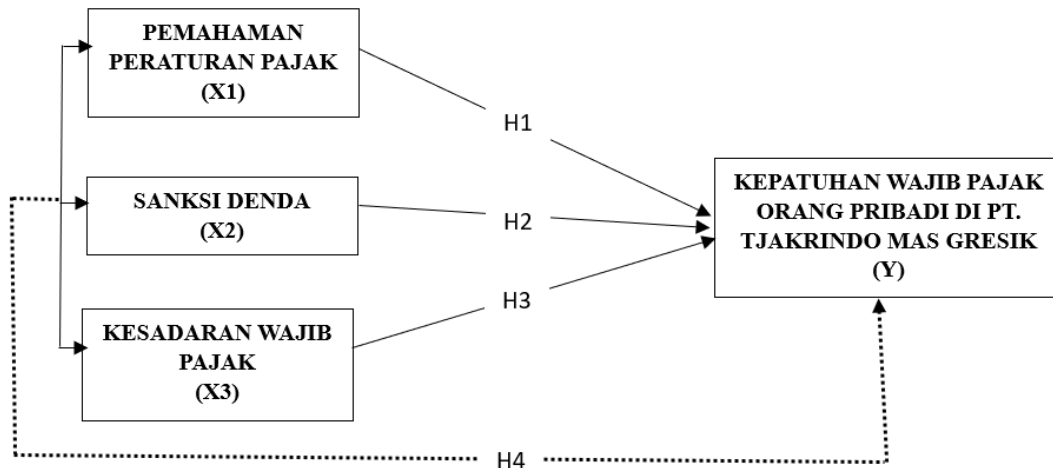 PEMAHAMAN
PERATURAN PAJAK
(X1)
H1
SANKSI DENDA
(X2)
H2
KEPATUHAN WAJIB PAJAK
ORANG PRIBADI DI PT.
TJAKRINDO MAS GRESIK
(Y)
H3
KESADARAN WAJIB
PAJAK
(X3)
H4